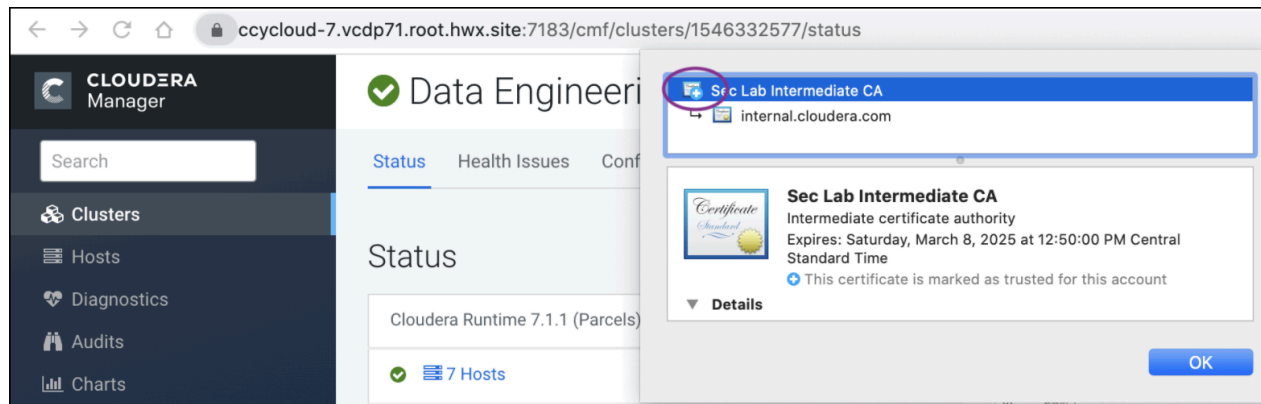 ccycloud-7.vcdp71.root.hwx.site:7183/cmf/clusters/1546332577/status
CLOUDERA
Manager
Search
Clusters
Hosts
Diagnostics
Audits
Charts
Data Engineeri
Status Health Issues Conf
Status
Cloudera Runtime 7.1.1 (Parcels)
7 Hosts
Sec Lab Intermediate CA
internal.cloudera.com
Certificate
Standard
Sec Lab Intermediate CA
Intermediate certificate authority
Expires: Saturday, March 8, 2025 at 12:50:00 PM Central
Standard Time
This certificate is marked as trusted for this account
Details
OK